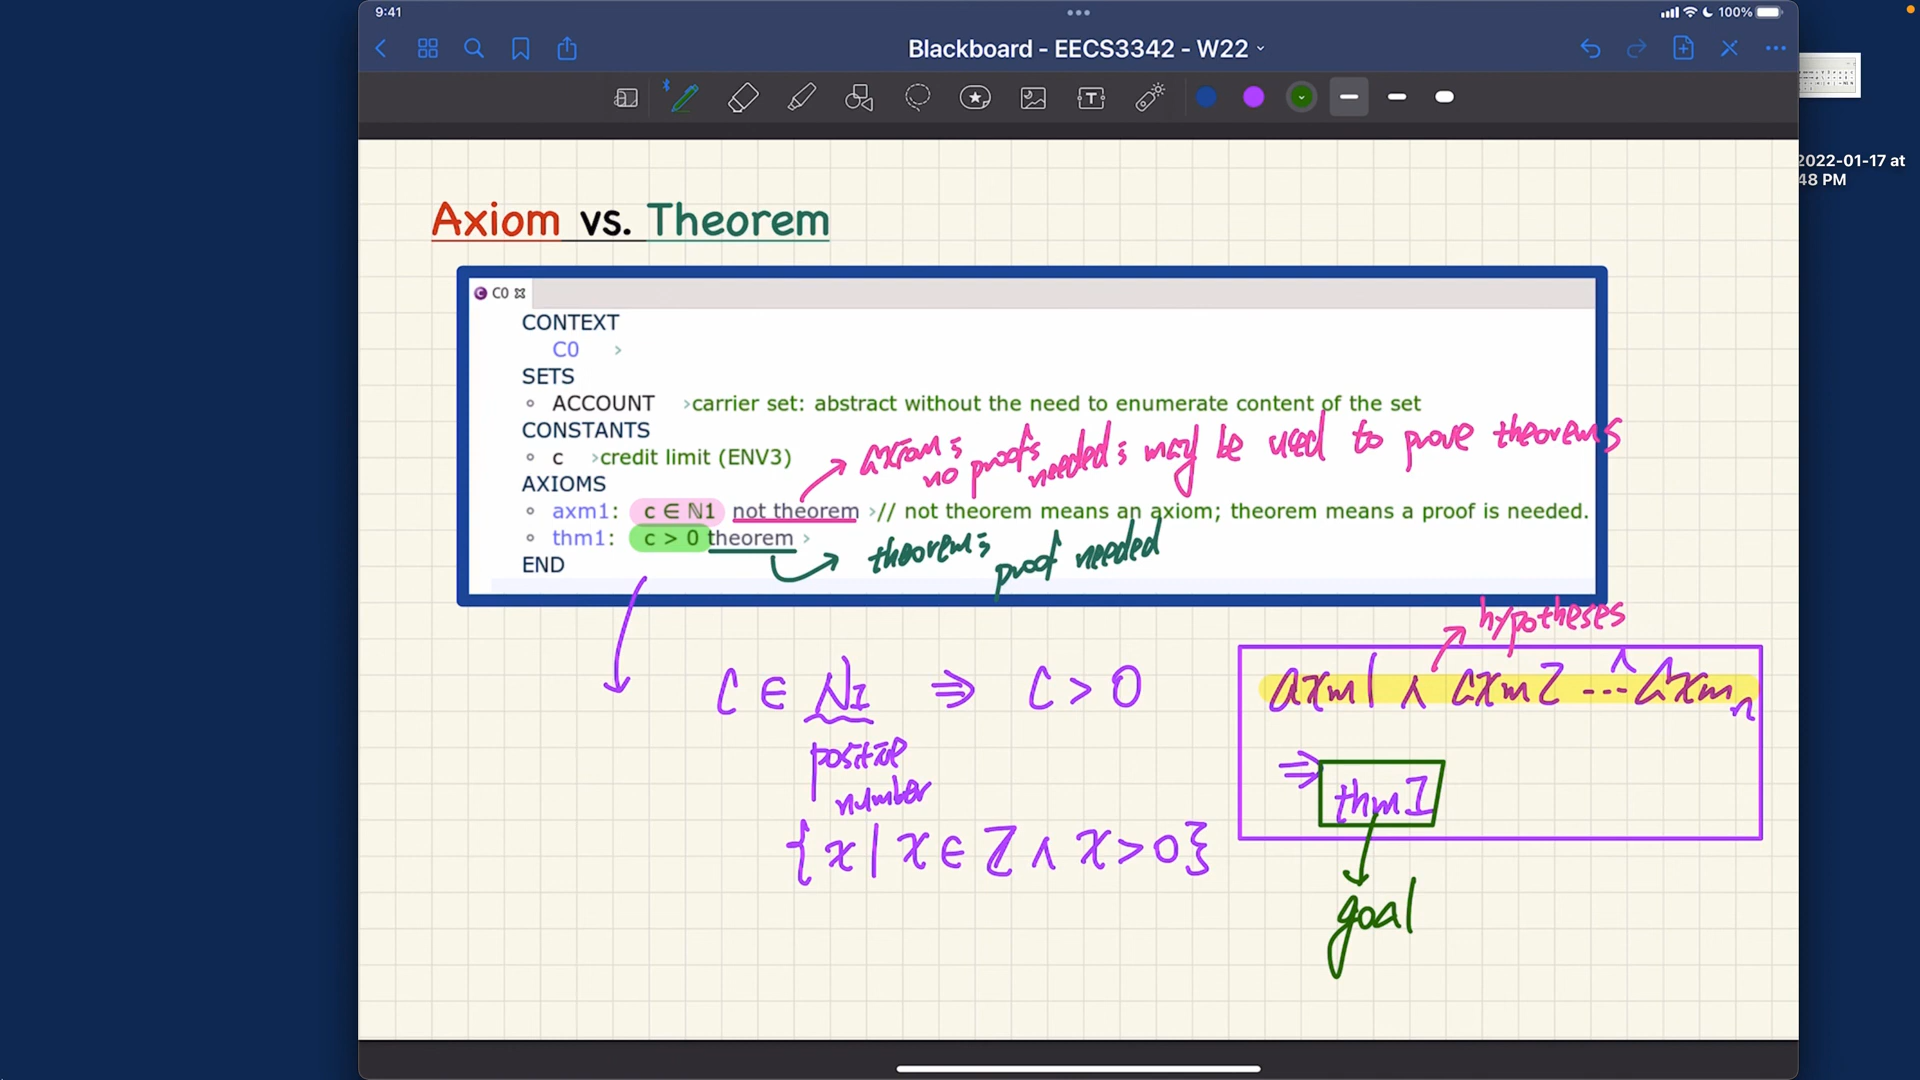 9:41
100%
Blackboard - EECS3342 - W22
2022-01-17 at
48 PM
Axiom vs. Theorem
C0
CONTEXT
C0
SETS
ACCOUNT ›carrier set: abstract without the need to enumerate content of the set
CONSTANTS
c ›credit limit (ENV3)
axiom: no proofs needed; may be used to prove theorems
AXIOMS
axm1: c ∈ ℕ1 not theorem ›// not theorem means an axiom; theorem means a proof is needed.
thm1: c > 0 theorem ›
theorem: proof needed
END
hypotheses
C ∈ ℕ1 ⇒ C > 0
axm1 ∧ axm2 ... ∧ axm n
positive
number
⇒ thm1
{x | x ∈ ℤ ∧ x > 0}
goal